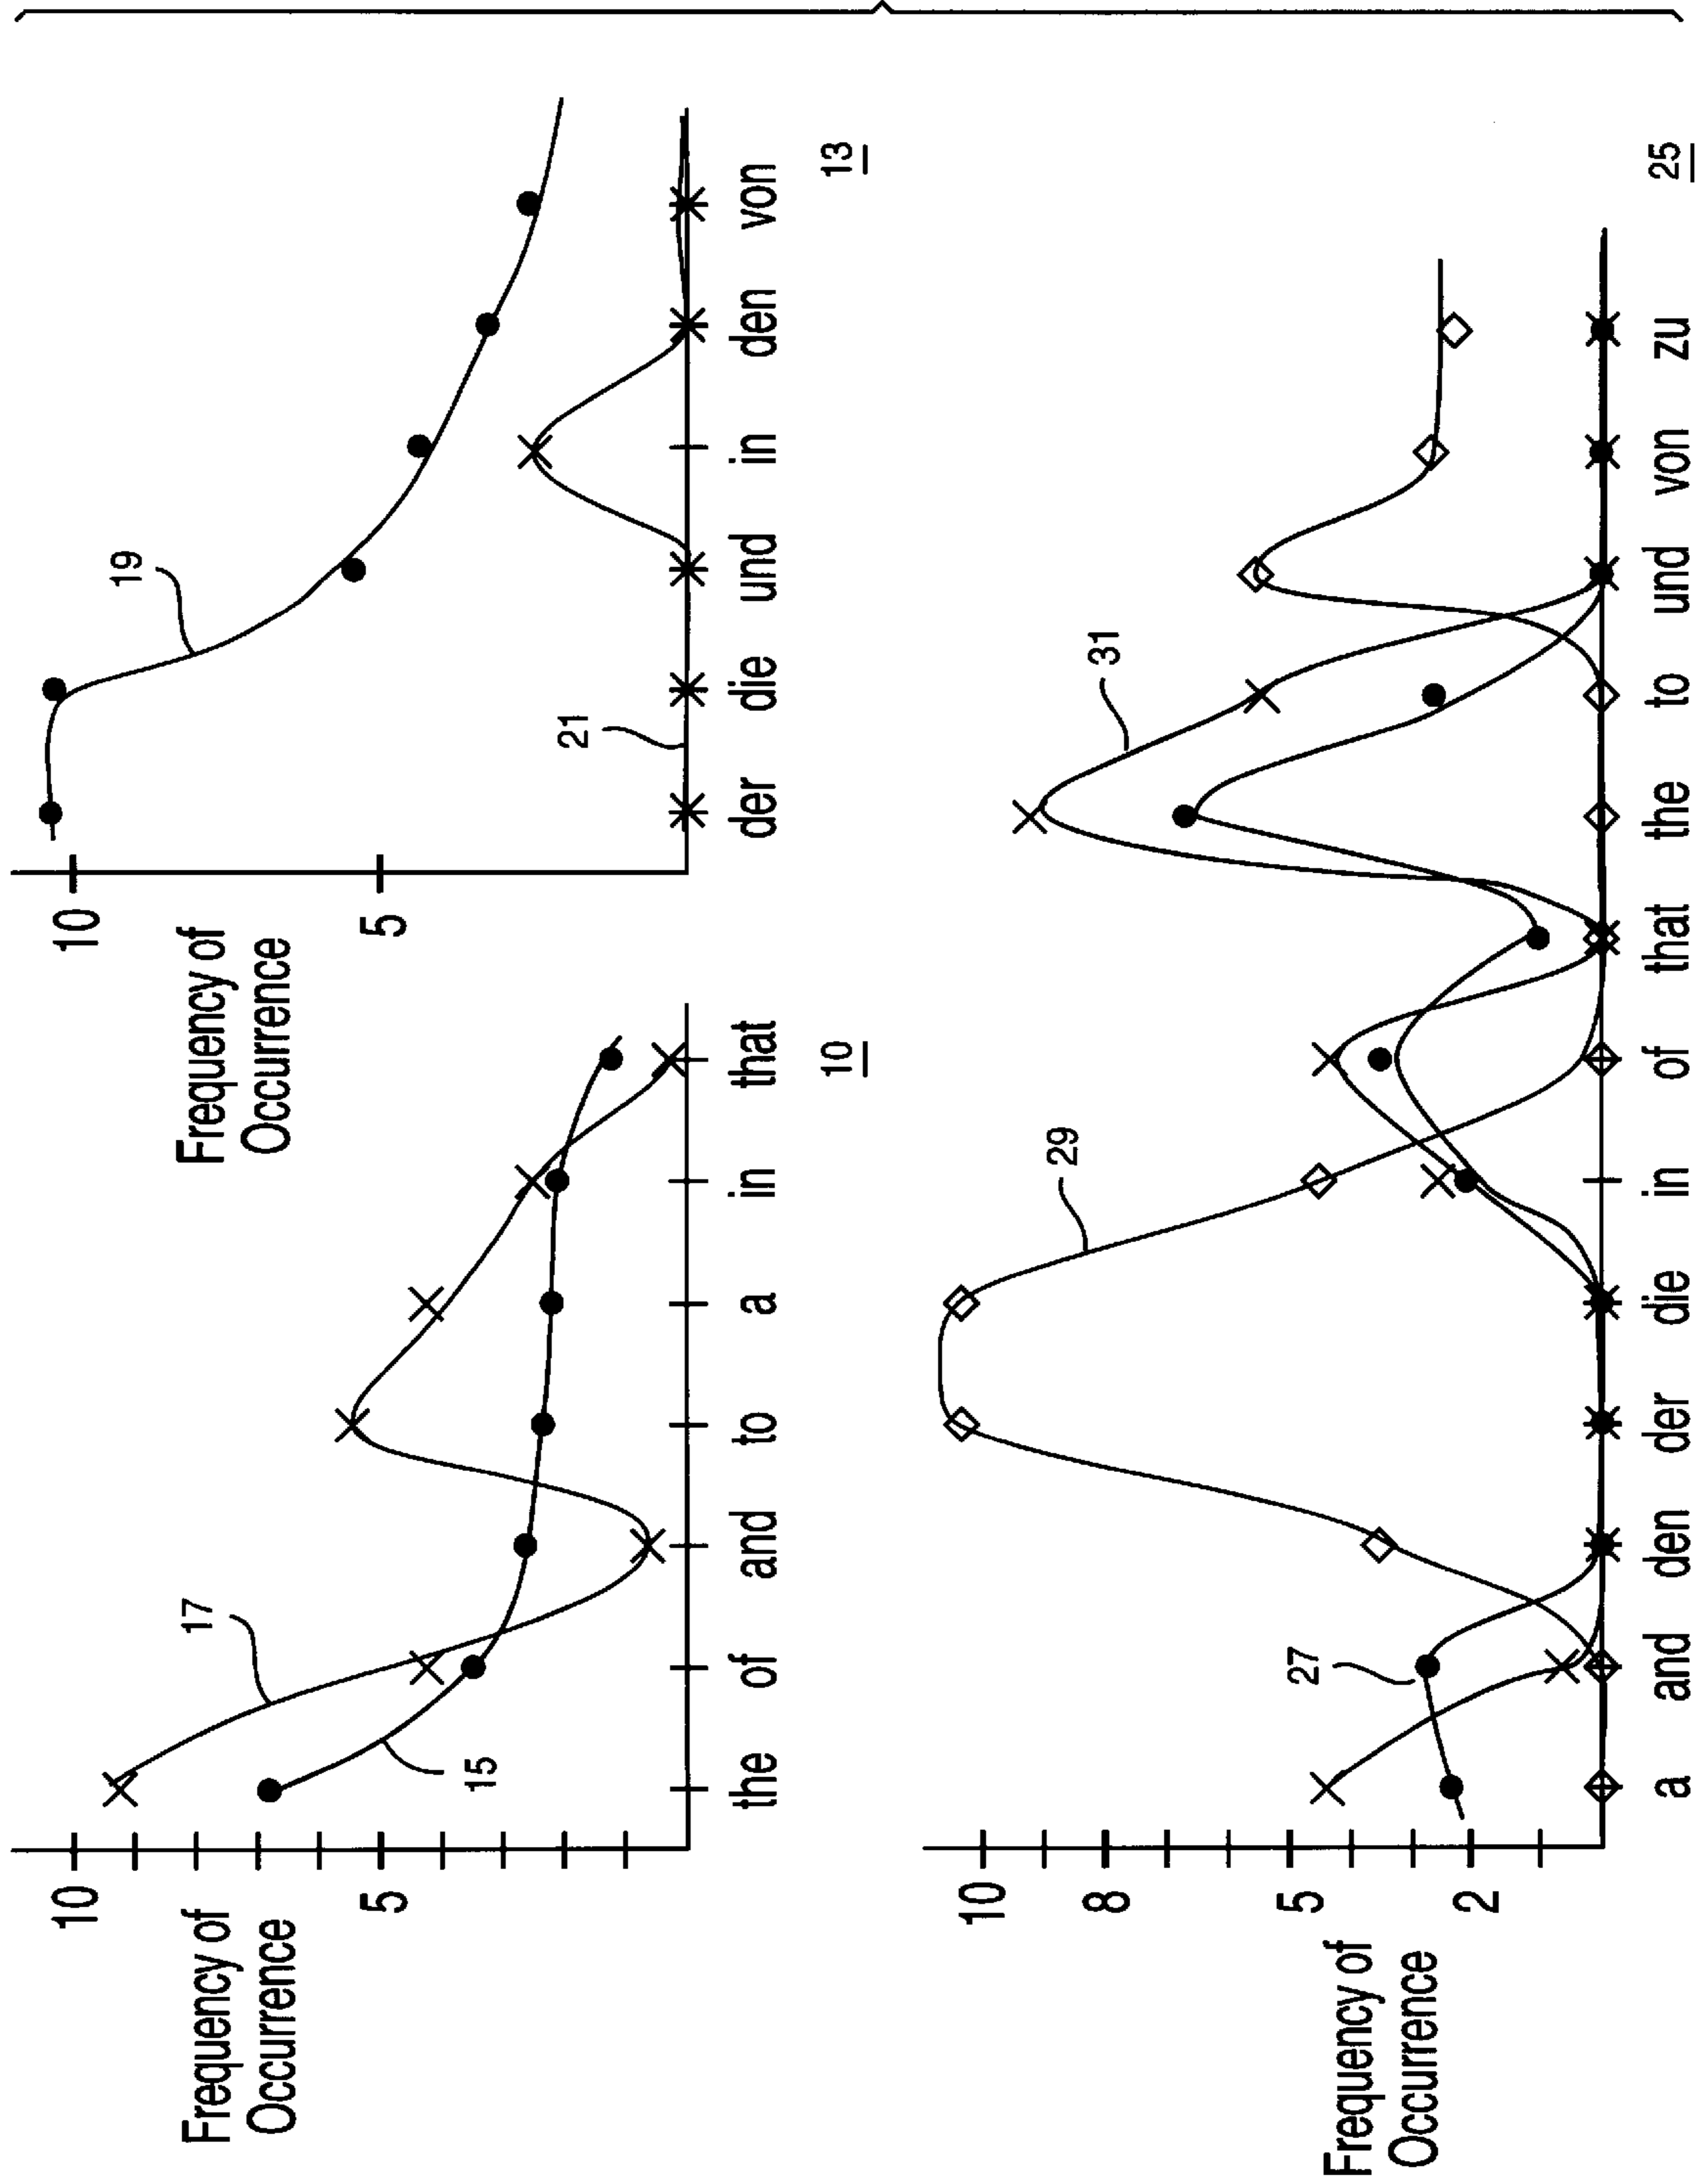 10
5
Frequency of
Occurrence
17
15
the of and to a in that
10
10
5
Frequency of
Occurrence
19
21
der die und in den von
13
10
8
5
2
Frequency of
Occurrence
27
29
31
a and den der die in of that the to und von zu
25